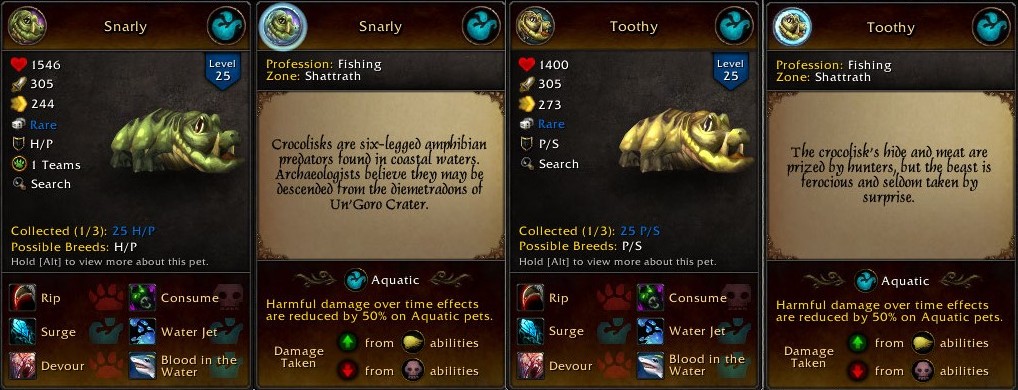 Snarly
1546
Level
25
305
244
Rare
H/P
1 Teams
Search
Collected (1/3): 25 H/P
Possible Breeds: H/P
Hold [Alt] to view more about this pet.
Rip
Consume
Surge
Water Jet
Devour
Blood in the
Water
Snarly
Profession: Fishing
Zone: Shattrath
Crocolisks are six-legged amphibian
predators found in coastal waters.
Archaeologists believe they may be
descended from the diemetradons of
Un'Goro Crater.
Aquatic
Harmful damage over time effects
are reduced by 50% on Aquatic pets.
Damage
Taken
from abilities
from abilities
Toothy
1400
Level
25
305
273
Rare
P/S
Search
Collected (1/3): 25 P/S
Possible Breeds: P/S
Hold [Alt] to view more about this pet.
Rip
Consume
Surge
Water Jet
Devour
Blood in the
Water
Toothy
Profession: Fishing
Zone: Shattrath
The crocolisk's hide and meat are
prized by hunters, but the beast is
ferocious and seldom taken by
surprise.
Aquatic
Harmful damage over time effects
are reduced by 50% on Aquatic pets.
Damage
Taken
from abilities
from abilities